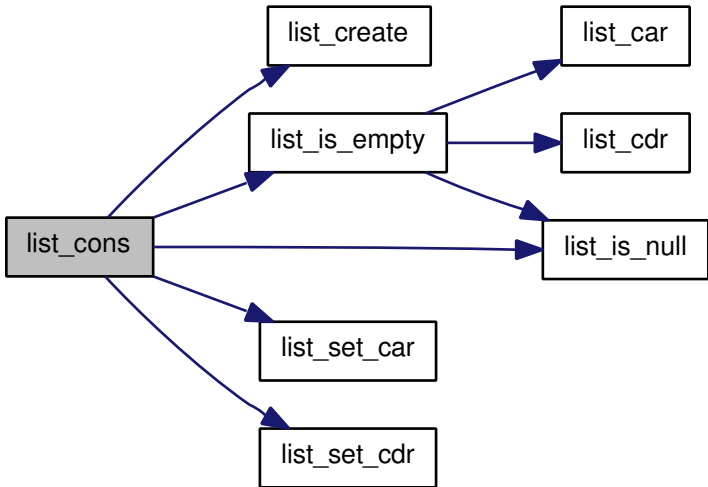 list_create
list_car
list_is_empty
list_cdr
list_cons
list_is_null
list_set_car
list_set_cdr